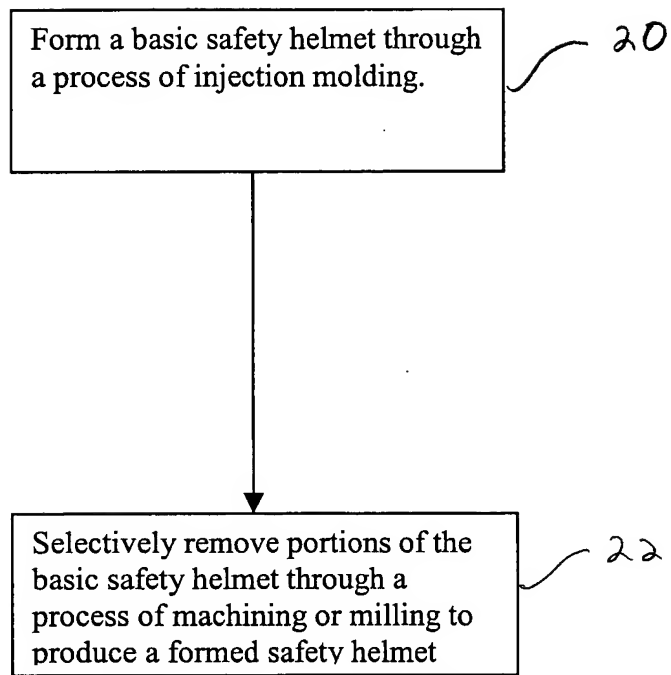 Form a basic safety helmet through
a process of injection molding.
20
Selectively remove portions of the
basic safety helmet through a
process of machining or milling to
produce a formed safety helmet
22